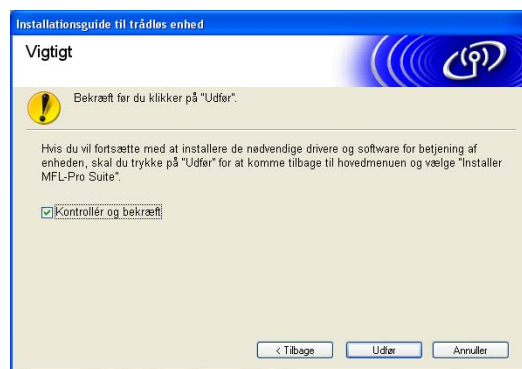 Installationsguide til trådløs enhed
Vigtigt
Bekræft før du klikker på "Udfør".
Hvis du vil fortsætte med at installere de nødvendige drivere og software for betjening af
enheden, skal du trykke på "Udfør" for at komme tilbage til hovedmenuen og vælge "Installer
MFL-Pro Suite".
Kontrollér og bekræft
< Tilbage
Udfør
Annuller